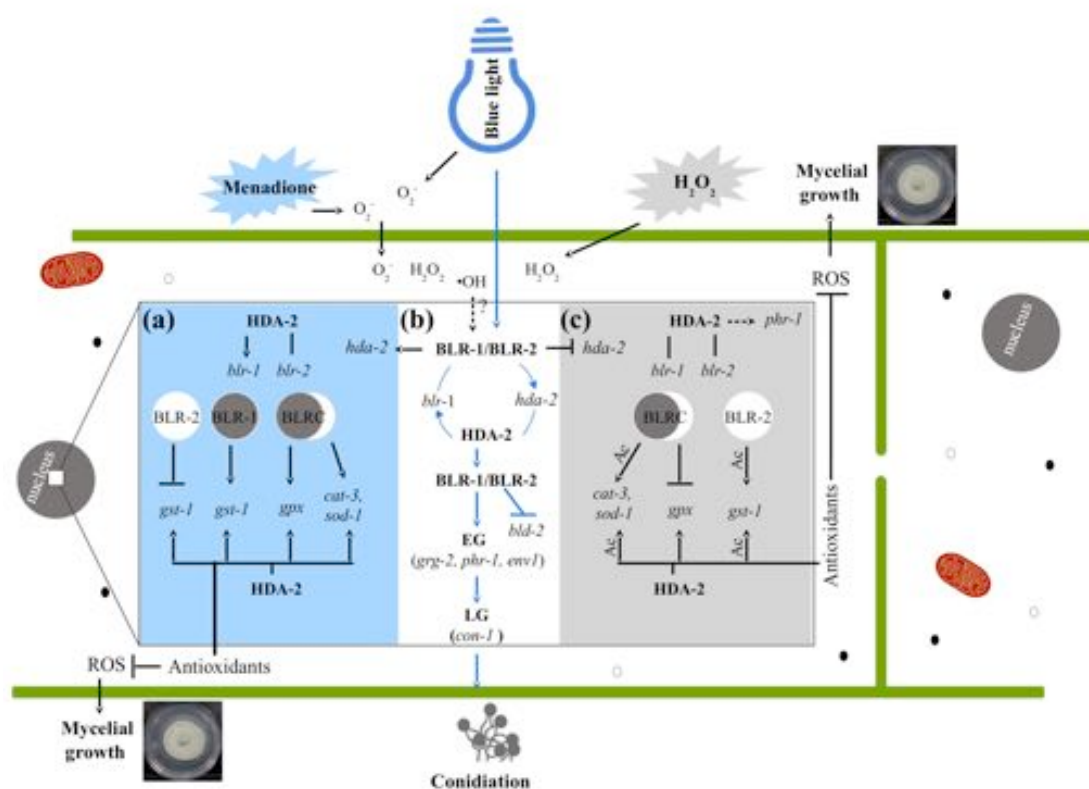 Blue light
Menadione
O2·-
O2·-
H2O2
Mycelial
growth
O2·-
H2O2
•OH
H2O2
?
ROS
(a)
HDA-2
blr-1
blr-2
BLR-2
BLR-1
BLRC
gst-1
gst-1
gpx
cat-3,
sod-1
HDA-2
(b)
hda-2
BLR-1/BLR-2
hda-2
blr-1
hda-2
HDA-2
BLR-1/BLR-2
bld-2
EG
(grg-2, phr-1, env1)
LG
(con-1 )
(c)
HDA-2
phr-1
blr-1
blr-2
BLRC
BLR-2
Ac
Ac
cat-3,
sod-1
gpx
gst-1
Ac
Ac
HDA-2
Antioxidants
nucleus
nucleus
ROS
Antioxidants
Mycelial
growth
Conidiation